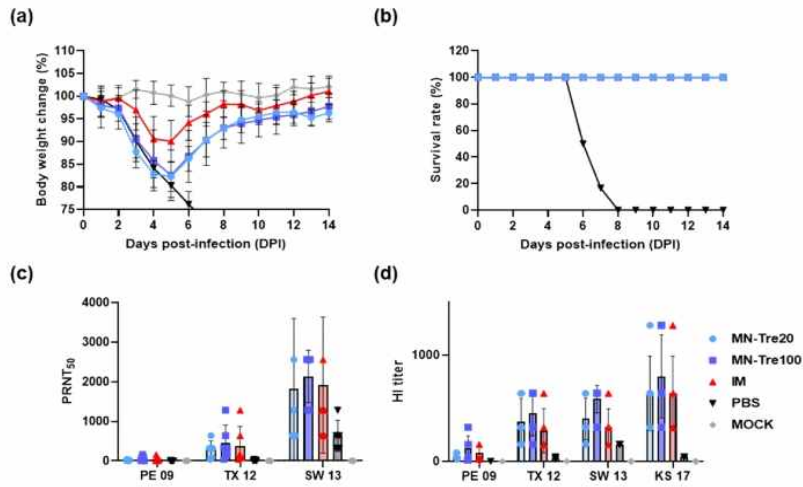 (a)
Body weight change (%)
110
105
100
95
90
85
80
75
0 2 4 6 8 10 12 14
Days post-infection (DPI)
(b)
Survival rate (%)
120
100
80
60
40
20
0
0 2 4 6 8 10 12 14
Days post-infection (DPI)
(c)
PRNT50
4000
3000
2000
1000
0
PE 09 TX 12 SW 13
(d)
HI titer
1000
0
PE 09 TX 12 SW 13 KS 17
MN-Tre20
MN-Tre100
IM
PBS
MOCK